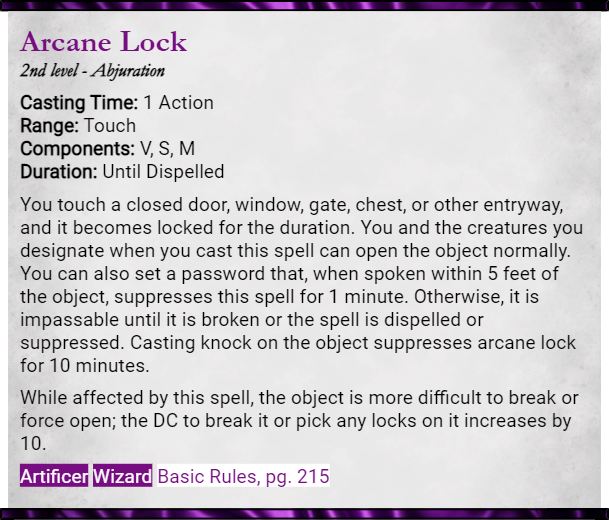 Arcane Lock
2nd level - Abjuration
Casting Time: 1 Action
Range: Touch
Components: V, S, M
Duration: Until Dispelled
You touch a closed door, window, gate, chest, or other entryway,
and it becomes locked for the duration. You and the creatures you
designate when you cast this spell can open the object normally.
You can also set a password that, when spoken within 5 feet of
the object, suppresses this spell for 1 minute. Otherwise, it is
impassable until it is broken or the spell is dispelled or
suppressed. Casting knock on the object suppresses arcane lock
for 10 minutes.
While affected by this spell, the object is more difficult to break or
force open; the DC to break it or pick any locks on it increases by
10.
Artificer Wizard Basic Rules, pg. 215